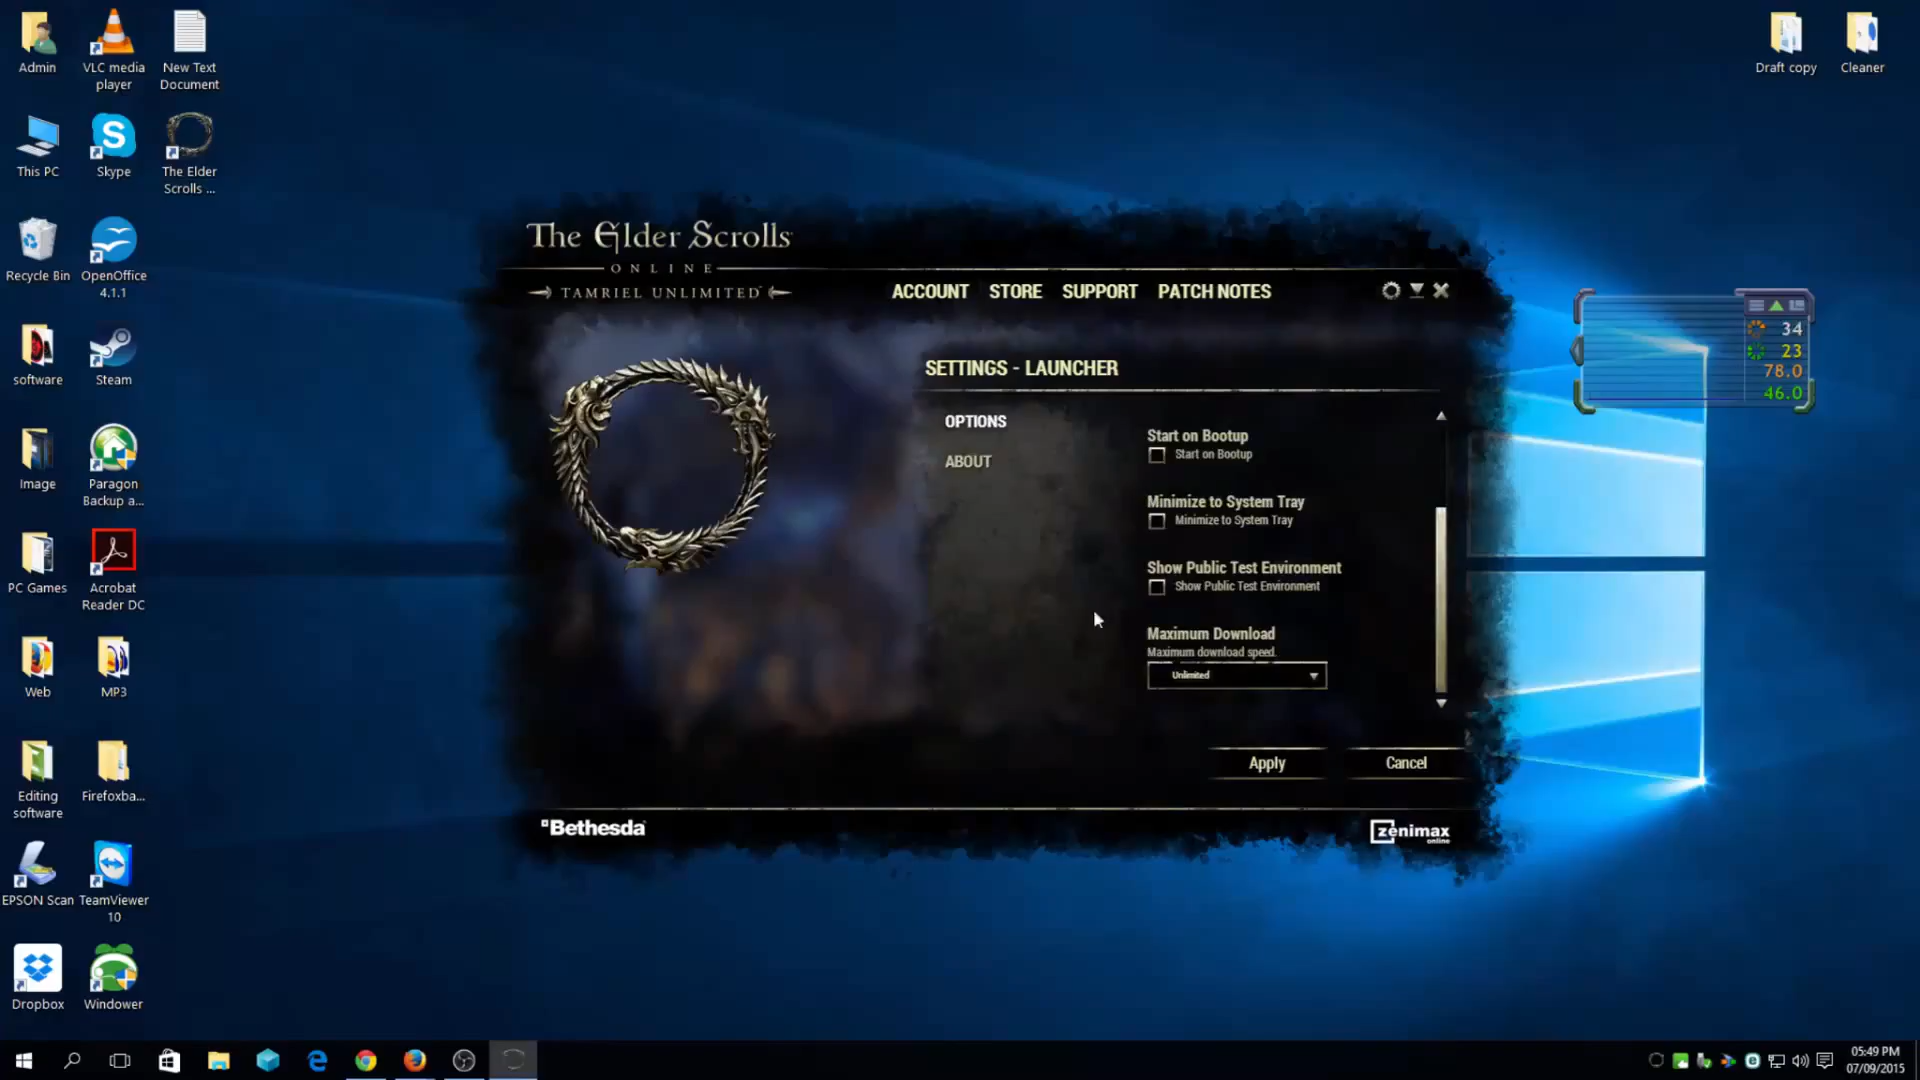 Admin
VLC media
player
New Text
Document
Draft copy
Cleaner
This PC
Skype
The Elder
Scrolls ...
Recycle Bin
OpenOffice
4.1.1
software
Steam
Image
Paragon
Backup a...
PC Games
Acrobat
Reader DC
Web
MP3
Editing
software
Firefoxba...
EPSON Scan
TeamViewer
10
Dropbox
Windower
The Elder Scrolls
ONLINE
TAMRIEL UNLIMITED
ACCOUNT STORE SUPPORT PATCH NOTES
SETTINGS - LAUNCHER
OPTIONS
ABOUT
Start on Bootup
Start on Bootup
Minimize to System Tray
Minimize to System Tray
Show Public Test Environment
Show Public Test Environment
Maximum Download
Maximum download speed.
Unlimited
Apply
Cancel
Bethesda
zenimax
online
34
23
78.0
46.0
05:49 PM
07/09/2015